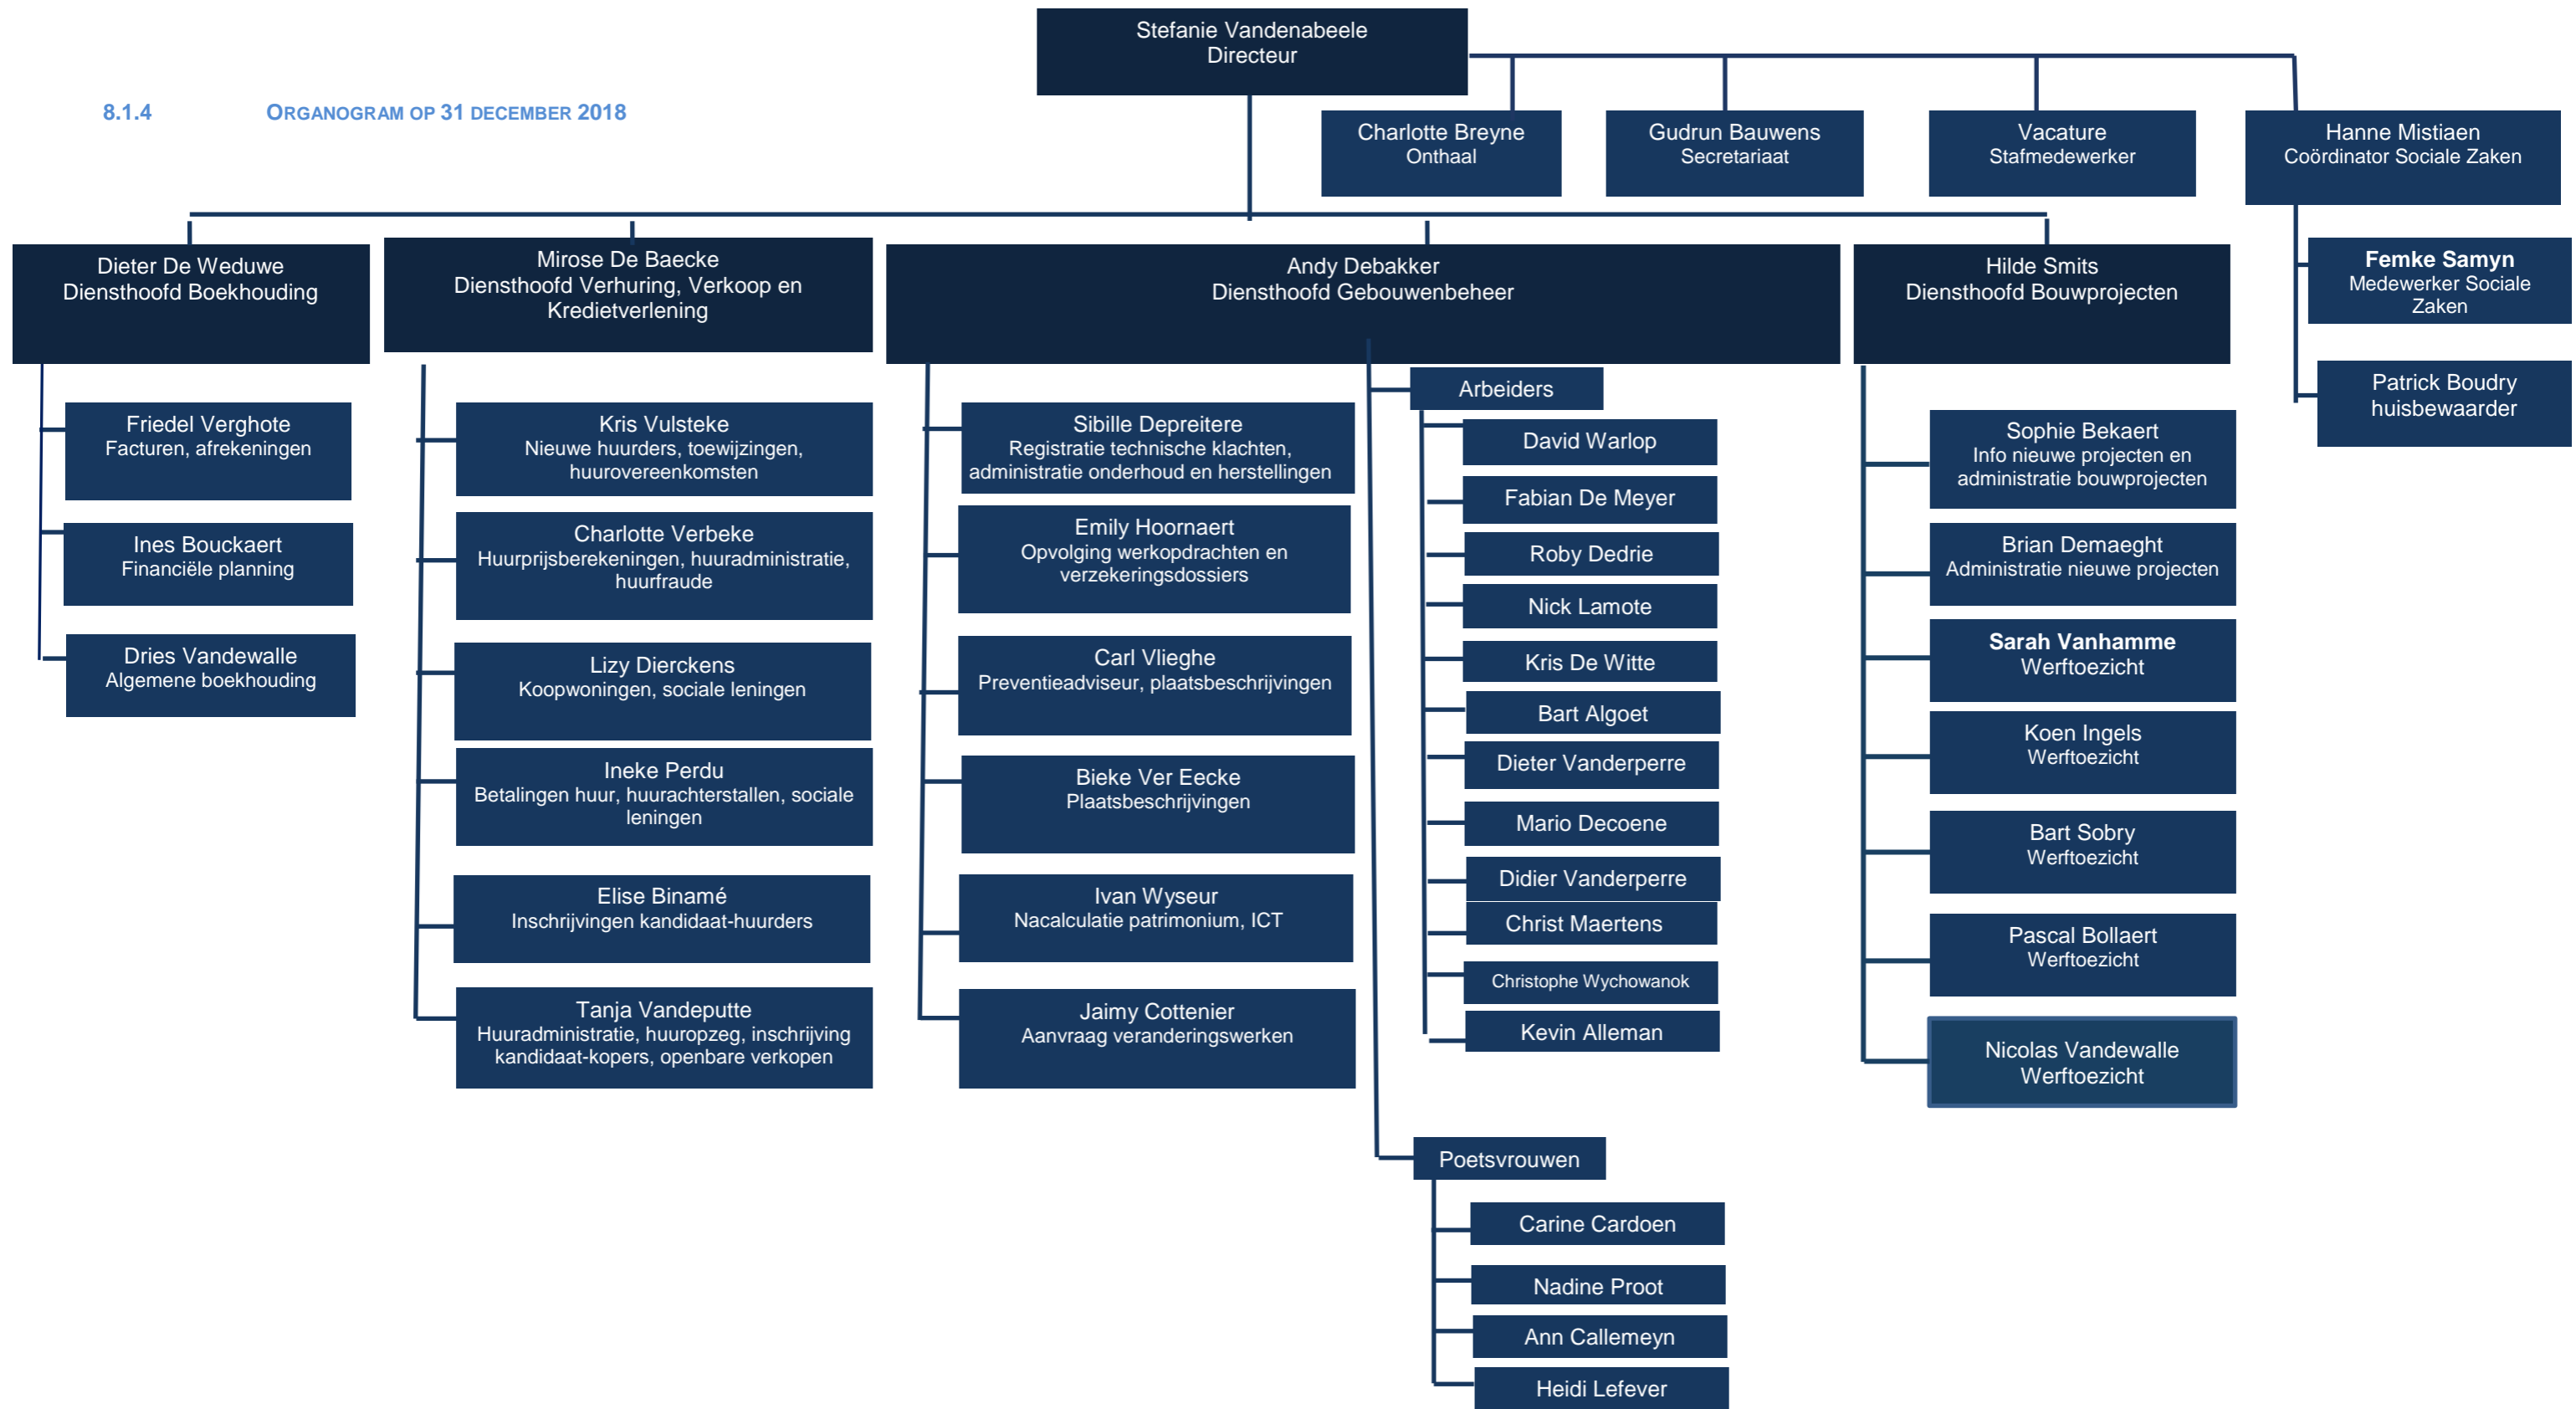 Stefanie Vandenabeele
Directeur
8.1.4 ORGANOGRAM OP 31 DECEMBER 2018
Charlotte Breyne
Onthaal
Gudrun Bauwens
Secretariaat
Vacature
Stafmedewerker
Hanne Mistiaen
Coördinator Sociale Zaken
Femke Samyn
Medewerker Sociale
Zaken
Patrick Boudry
huisbewaarder
Dieter De Weduwe
Diensthoofd Boekhouding
Friedel Verghote
Facturen, afrekeningen
Ines Bouckaert
Financiële planning
Dries Vandewalle
Algemene boekhouding
Mirose De Baecke
Diensthoofd Verhuring, Verkoop en
Kredietverlening
Kris Vulsteke
Nieuwe huurders, toewijzingen,
huurovereenkomsten
Charlotte Verbeke
Huurprijsberekeningen, huuradministratie,
huurfraude
Lizy Dierckens
Koopwoningen, sociale leningen
Ineke Perdu
Betalingen huur, huurachterstallen, sociale
leningen
Elise Binamé
Inschrijvingen kandidaat-huurders
Tanja Vandeputte
Huuradministratie, huuropzeg, inschrijving
kandidaat-kopers, openbare verkopen
Andy Debakker
Diensthoofd Gebouwenbeheer
Sibille Depreitere
Registratie technische klachten,
administratie onderhoud en herstellingen
Emily Hoornaert
Opvolging werkopdrachten en
verzekeringsdossiers
Carl Vlieghe
Preventieadviseur, plaatsbeschrijvingen
Bieke Ver Eecke
Plaatsbeschrijvingen
Ivan Wyseur
Nacalculatie patrimonium, ICT
Jaimy Cottenier
Aanvraag veranderingswerken
Arbeiders
David Warlop
Fabian De Meyer
Roby Dedrie
Nick Lamote
Kris De Witte
Bart Algoet
Dieter Vanderperre
Mario Decoene
Didier Vanderperre
Christ Maertens
Christophe Wychowanok
Kevin Alleman
Poetsvrouwen
Carine Cardoen
Nadine Proot
Ann Callemeyn
Heidi Lefever
Hilde Smits
Diensthoofd Bouwprojecten
Sophie Bekaert
Info nieuwe projecten en
administratie bouwprojecten
Brian Demaeght
Administratie nieuwe projecten
Sarah Vanhamme
Werftoezicht
Koen Ingels
Werftoezicht
Bart Sobry
Werftoezicht
Pascal Bollaert
Werftoezicht
Nicolas Vandewalle
Werftoezicht